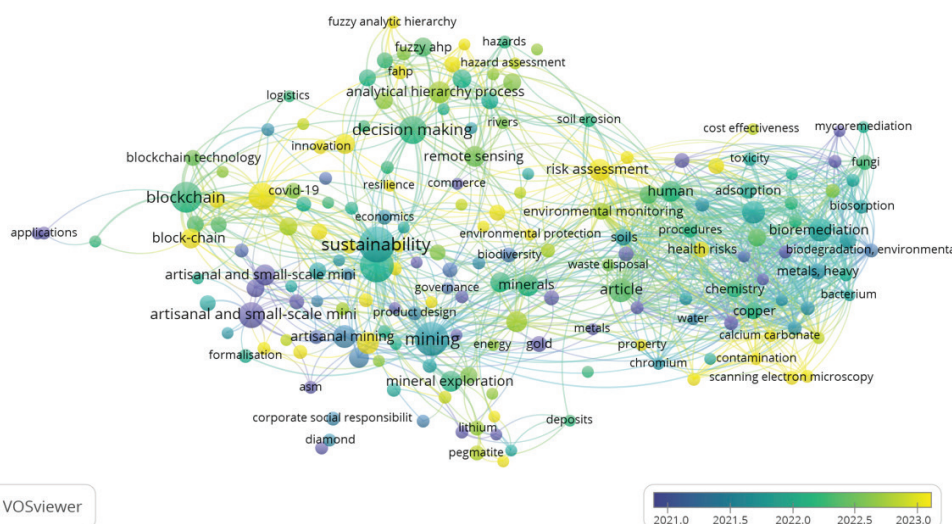 fuzzy analytic hierarchy
fuzzy ahp
hazards
hazard assessment
fahp
analytical hierarchy process
logistics
rivers
soil erosion
decision making
cost effectiveness
mycoremediation
innovation
blockchain technology
remote sensing
toxicity
fungi
risk assessment
resilience
commerce
covid-19
human
adsorption
blockchain
biosorption
economics
environmental monitoring
applications
block-chain
environmental protection
soils
procedures
bioremediation
sustainability
biodiversity
health risks
biodegradation, environmenta
waste disposal
artisanal and small-scale mini
metals, heavy
governance
minerals
article
chemistry
bacterium
artisanal and small-scale mini
product design
copper
water
metals
artisanal mining
mining
energy
gold
property
calcium carbonate
formalisation
chromium
contamination
asm
mineral exploration
scanning electron microscopy
corporate social responsibilit
lithium
deposits
diamond
pegmatite
VOSviewer
2021.0 2021.5 2022.0 2022.5 2023.0